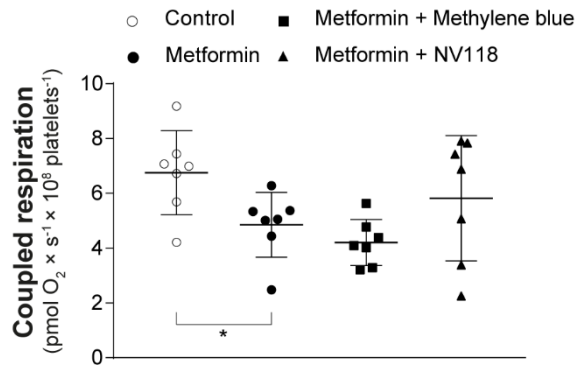 Control
Metformin + Methylene blue
Metformin
Metformin + NV118
Coupled respiration
(pmol O₂ × s⁻¹ × 10⁸ platelets⁻¹)
10
8
6
4
2
0
*